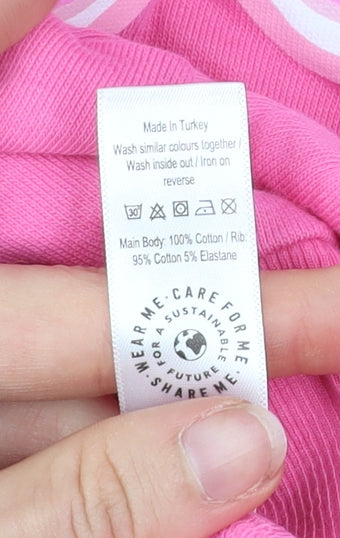 Made In Turkey
Wash similar colours together /
Wash inside out / Iron on
reverse
30°
Main Body: 100% Cotton / Rib:
95% Cotton 5% Elastane
WEAR ME · CARE FOR ME · SHARE ME ·
FOR A SUSTAINABLE FUTURE